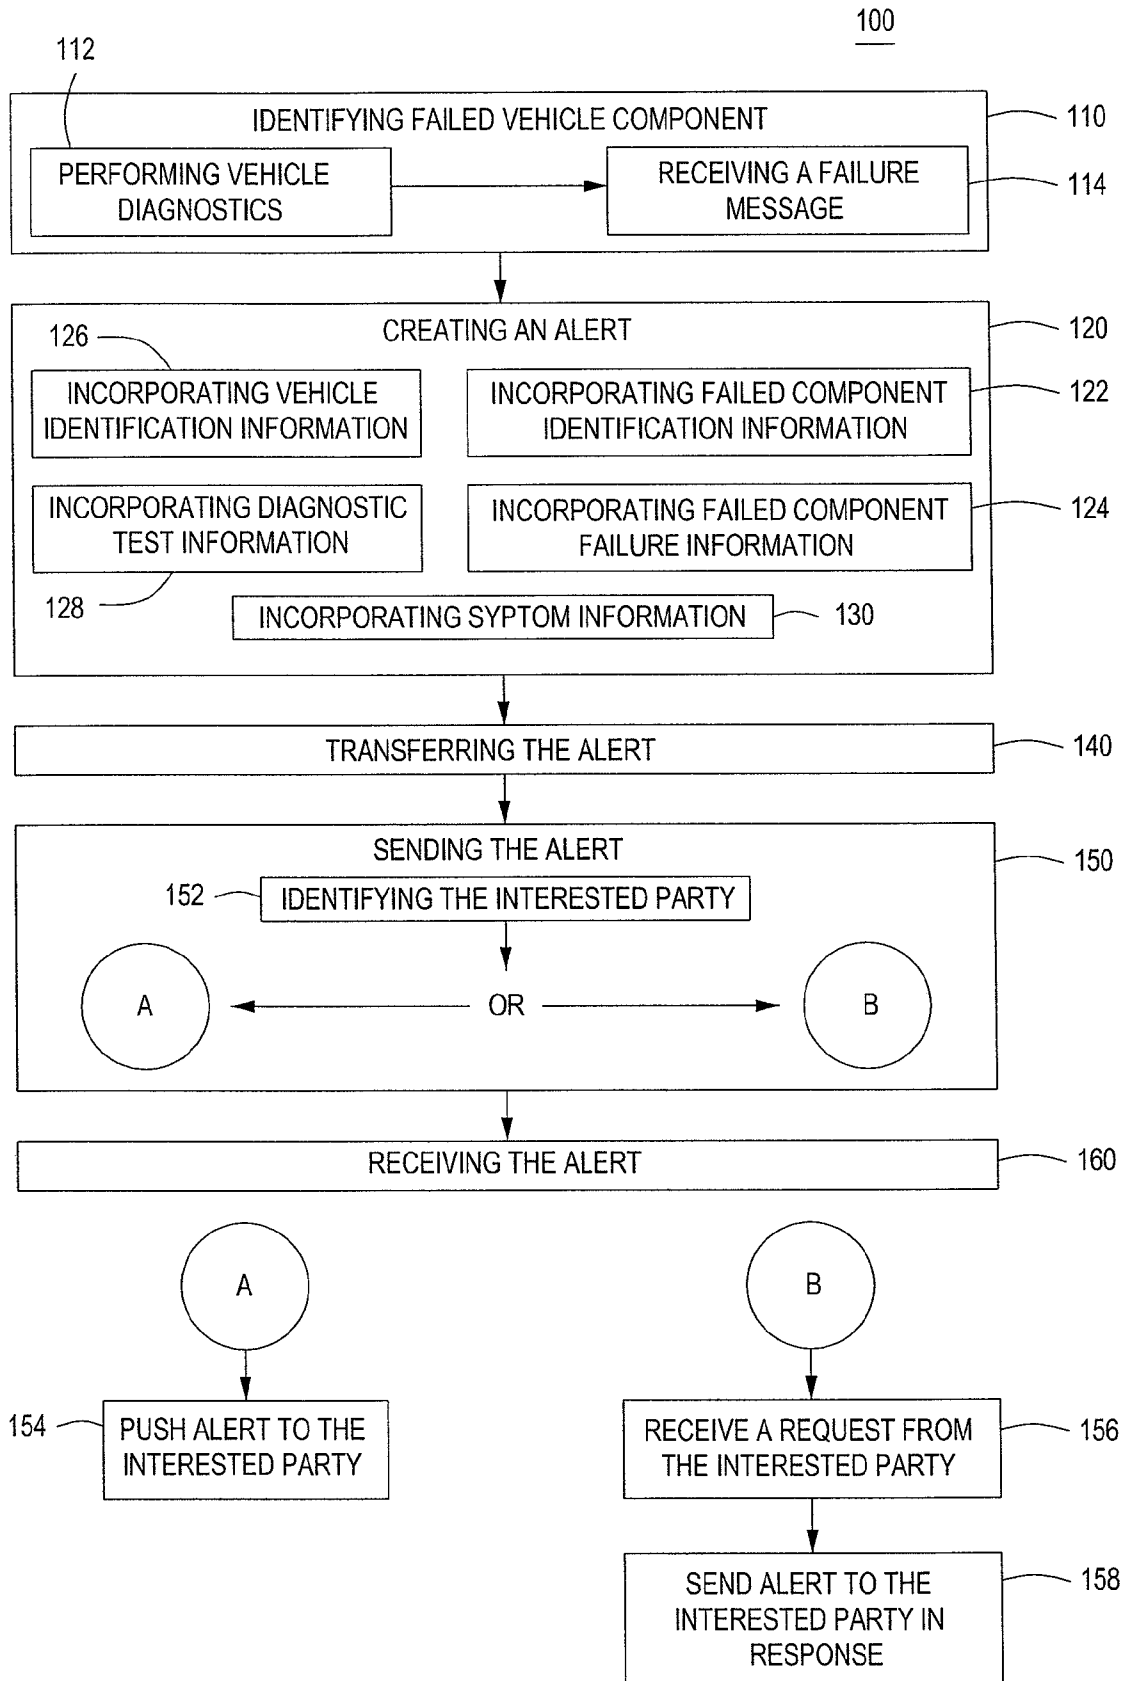 100
112
IDENTIFYING FAILED VEHICLE COMPONENT
110
PERFORMING VEHICLE
DIAGNOSTICS
RECEIVING A FAILURE
MESSAGE
114
CREATING AN ALERT
120
126
INCORPORATING VEHICLE
IDENTIFICATION INFORMATION
INCORPORATING FAILED COMPONENT
IDENTIFICATION INFORMATION
122
INCORPORATING DIAGNOSTIC
TEST INFORMATION
128
INCORPORATING FAILED COMPONENT
FAILURE INFORMATION
124
INCORPORATING SYPTOM INFORMATION
130
TRANSFERRING THE ALERT
140
SENDING THE ALERT
150
152
IDENTIFYING THE INTERESTED PARTY
A
OR
B
RECEIVING THE ALERT
160
A
B
154
PUSH ALERT TO THE
INTERESTED PARTY
RECEIVE A REQUEST FROM
THE INTERESTED PARTY
156
SEND ALERT TO THE
INTERESTED PARTY IN
RESPONSE
158